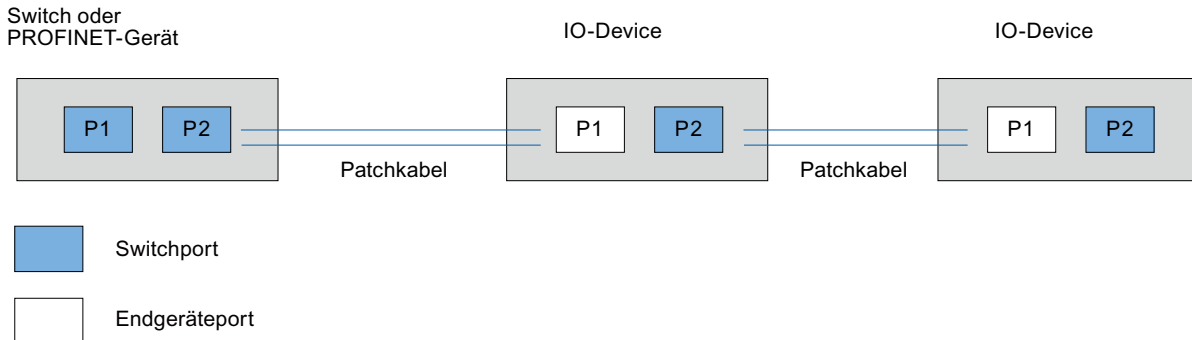 Switch oder
PROFINET-Gerät
IO-Device
IO-Device
P1
P2
P1
P2
P1
P2
Patchkabel
Patchkabel
Switchport
Endgeräteport